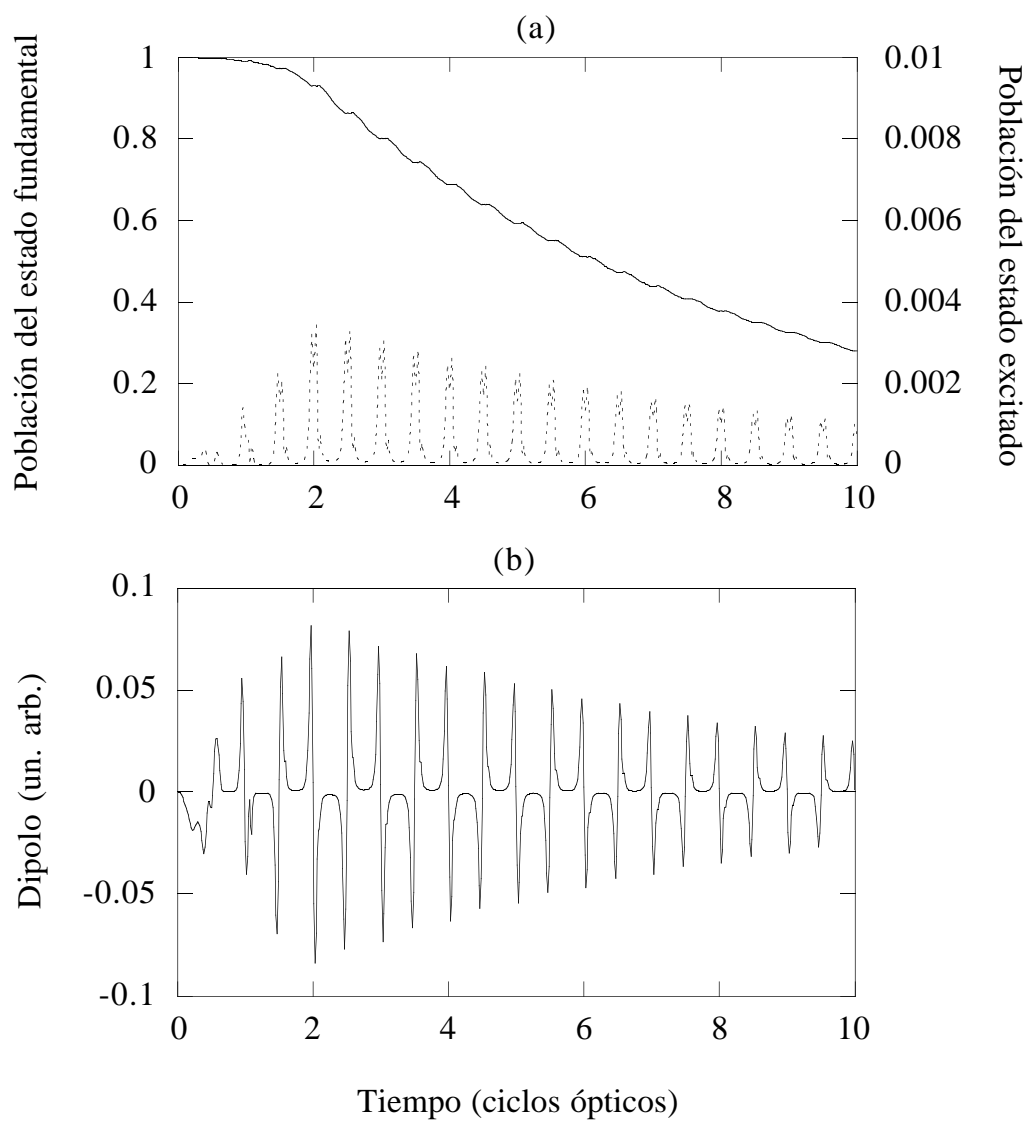 (a)
Población del estado fundamental
1
0.8
0.6
0.4
0.2
0
0.01
0.008
0.006
0.004
0.002
0
Población del estado excitado
0 2 4 6 8 10
(b)
Dipolo (un. arb.)
0.1
0.05
0
-0.05
-0.1
0 2 4 6 8 10
Tiempo (ciclos ópticos)